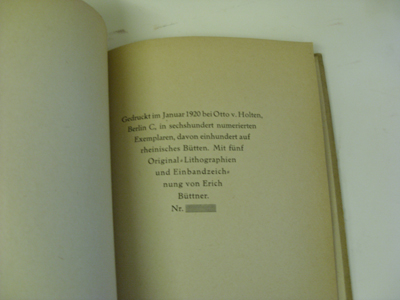 Gedruckt im Januar 1920 bei Otto v. Holten,
Berlin C, in sechshundert numerierten
Exemplaren, davon einhundert auf
rheinisches Bütten. Mit fünf
Original-Lithographien
und Einbandzeich-
nung von Erich
Büttner.
Nr.